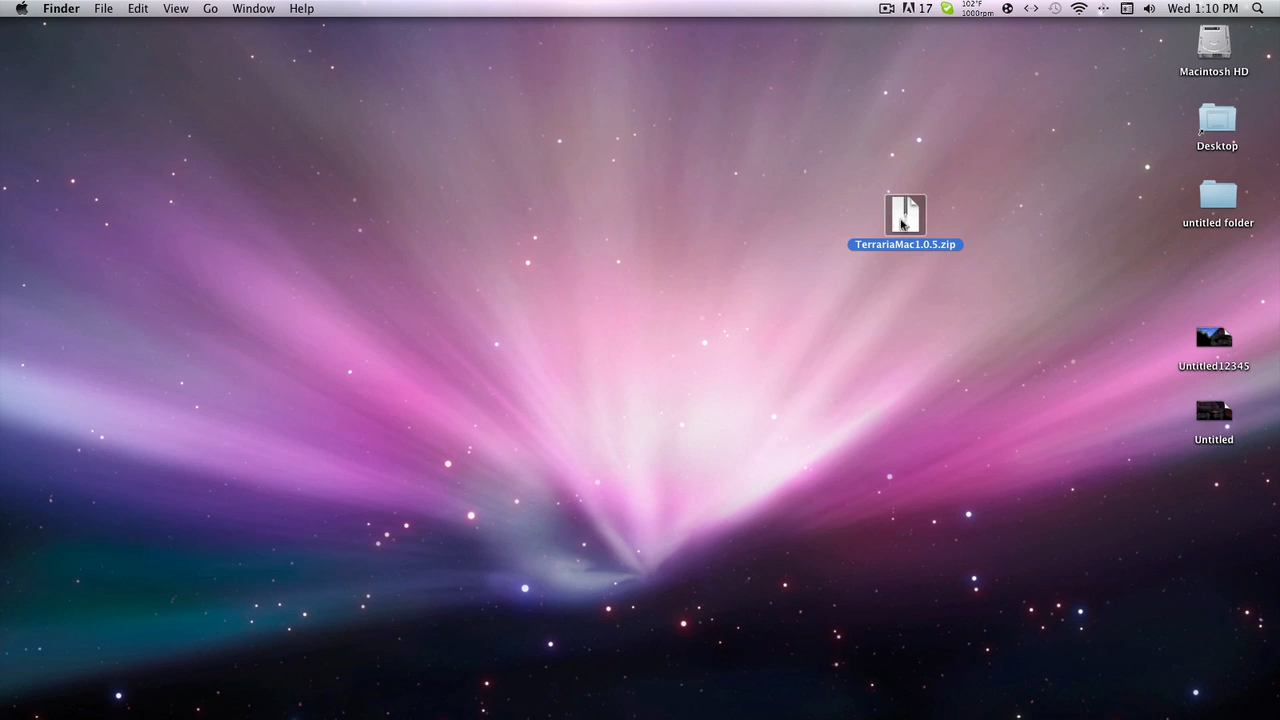 Finder File Edit View Go Window Help 17 102°F 1000rpm Wed 1:10 PM
Macintosh HD
Desktop
untitled folder
TerrariaMac1.0.5.zip
Untitled12345
Untitled